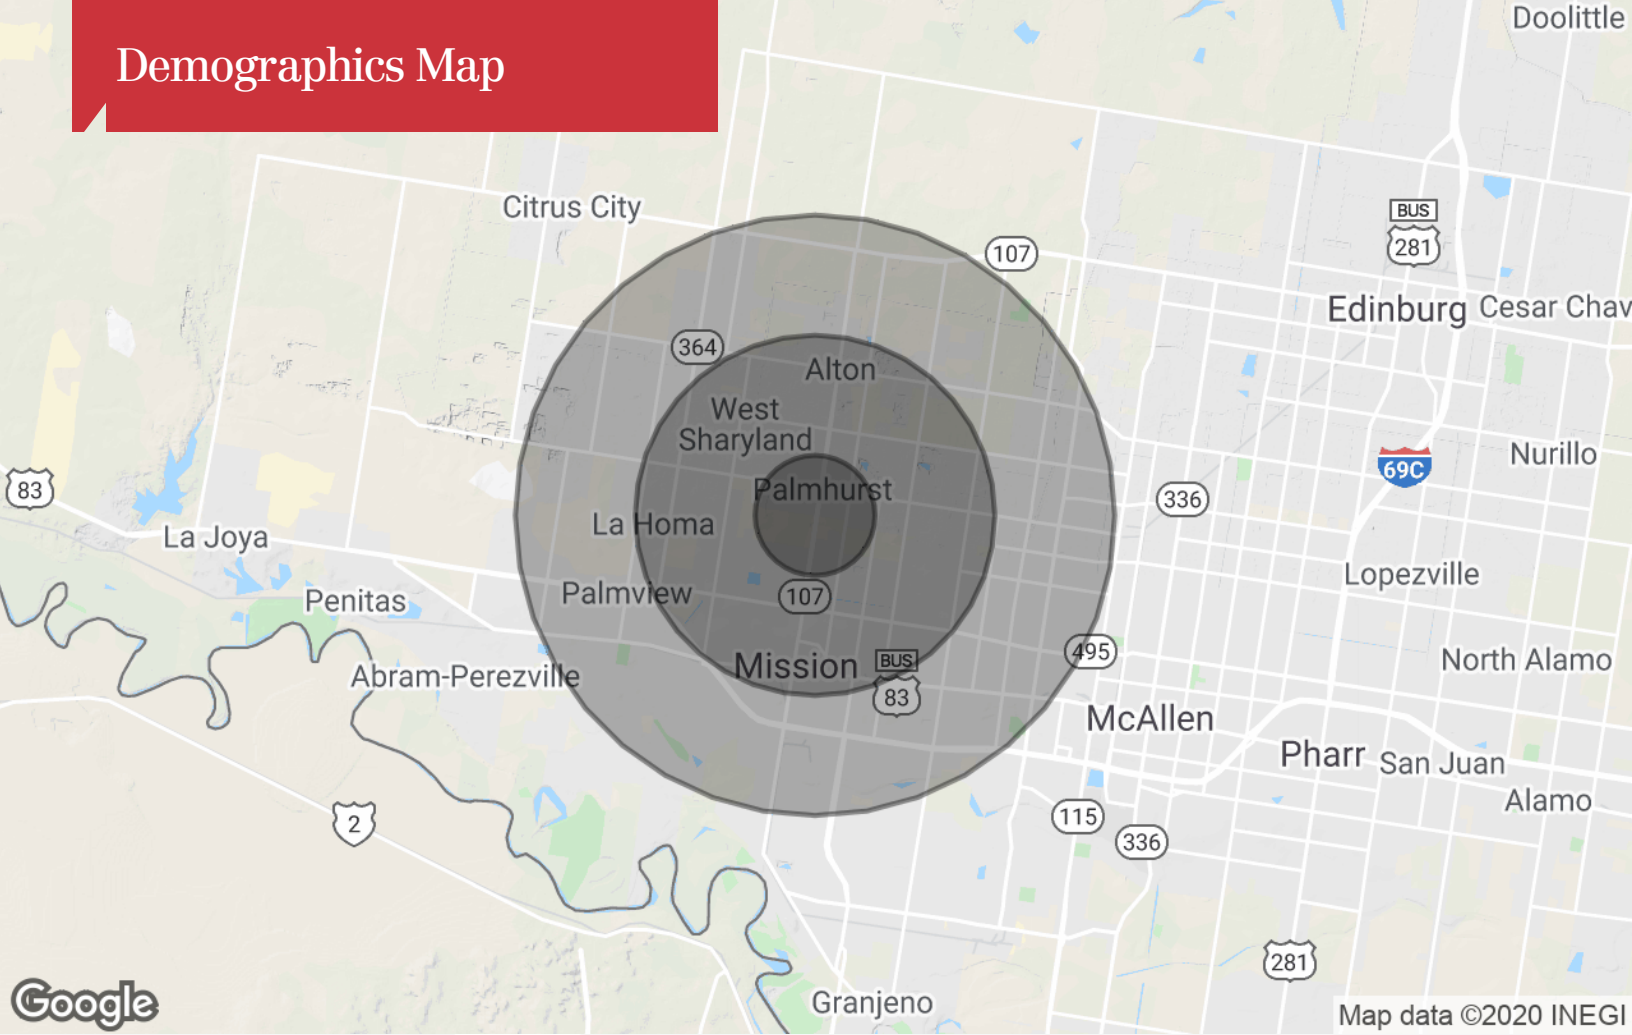 Doolittle
Demographics Map
Citrus City
BUS
281
107
Edinburg
Cesar Chav
364
Alton
West
Sharyland
Nurillo
69C
83
Palmhurst
336
La Joya
La Homa
Lopezville
Penitas
Palmview
107
495
North Alamo
Abram-Perezville
Mission
BUS
83
McAllen
Pharr
San Juan
Alamo
2
115
336
281
Google
Granjeno
Map data ©2020 INEGI